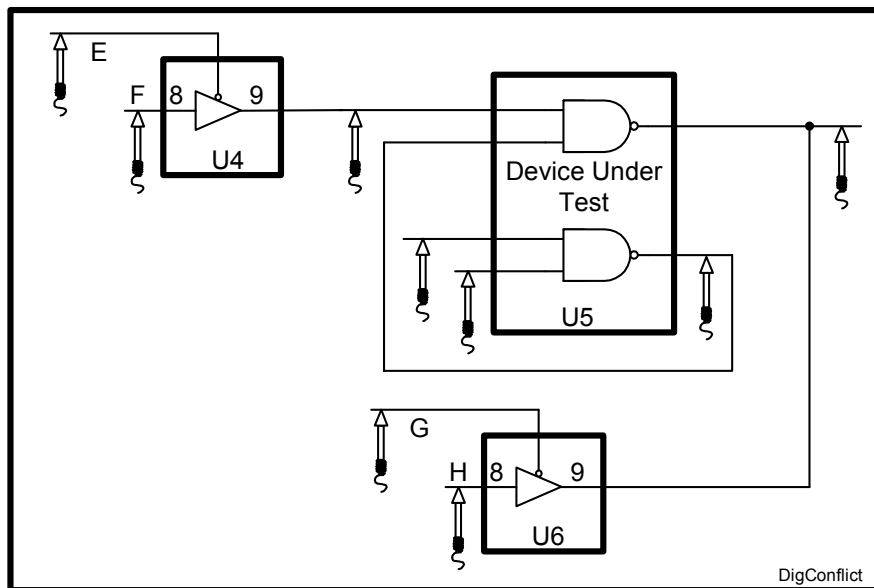 E
F 8 9
U4
Device Under
Test
U5
G
H 8 9
U6
DigConflict